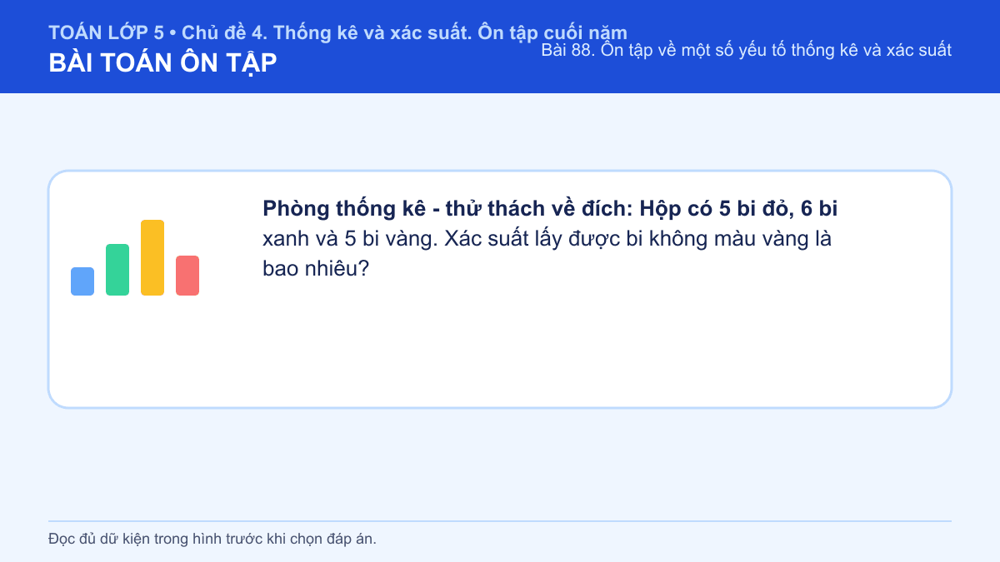 TOÁN LỚP 5 • Chủ đề 4. Thống kê và xác suất. Ôn tập cuối năm
Bài 88. Ôn tập về một số yếu tố thống kê và xác suất
BÀI TOÁN ÔN TẬP
Phòng thống kê - thử thách về đích: Hộp có 5 bi đỏ, 6 bi
xanh và 5 bi vàng. Xác suất lấy được bi không màu vàng là
bao nhiêu?
Đọc đủ dữ kiện trong hình trước khi chọn đáp án.